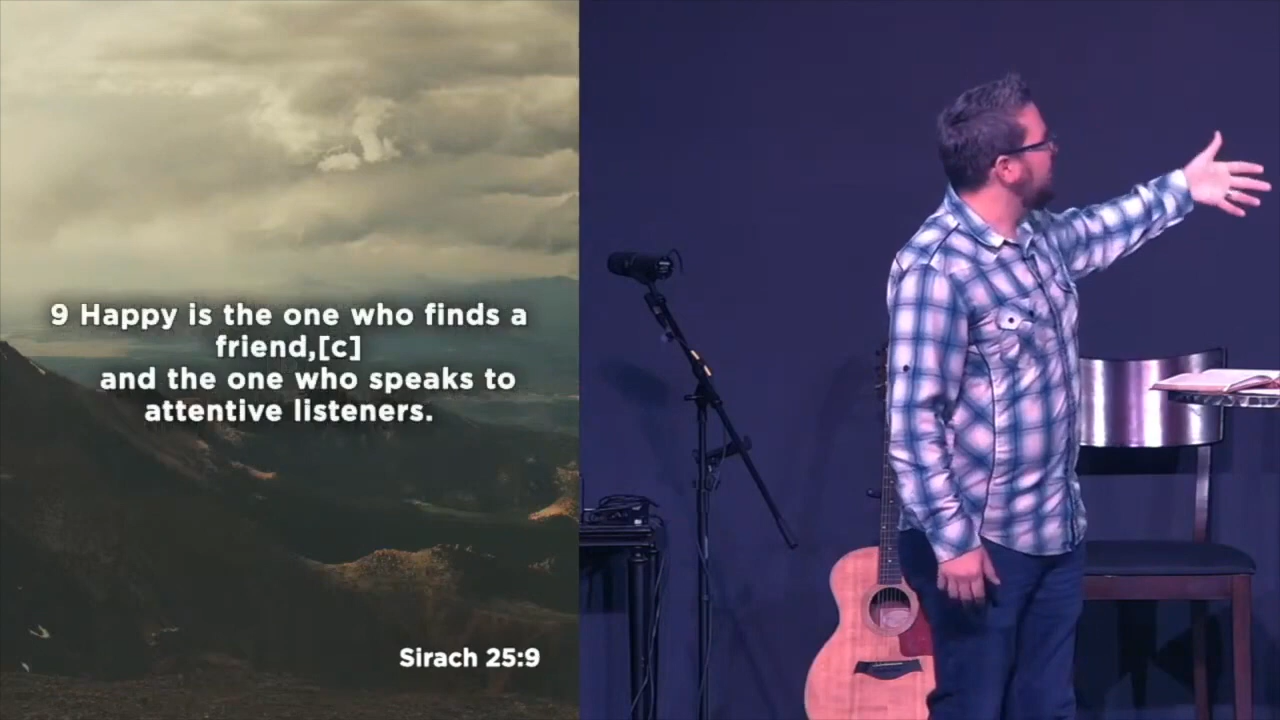 9 Happy is the one who finds a
friend,[c]
and the one who speaks to
attentive listeners.
Sirach 25:9